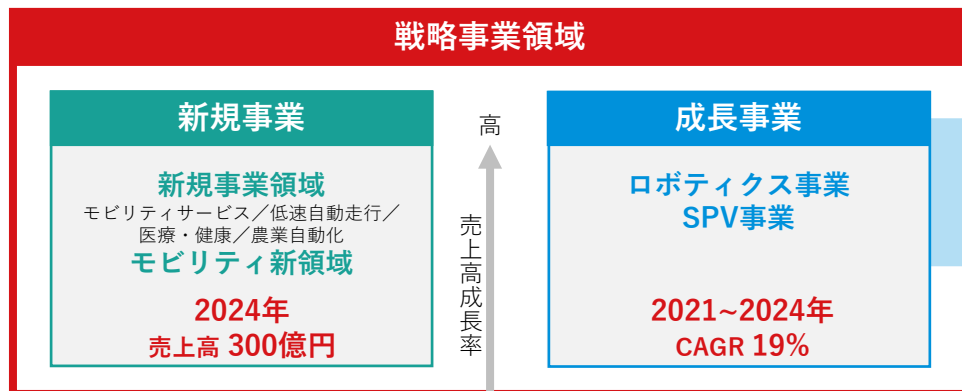 戦略事業領域
新規事業
新規事業領域
モビリティサービス／低速自動走行／
医療・健康／農業自動化
モビリティ新領域
2024年
売上高 300億円
高
売上高成長率
成長事業
ロボティクス事業
SPV事業
2021~2024年
CAGR 19%